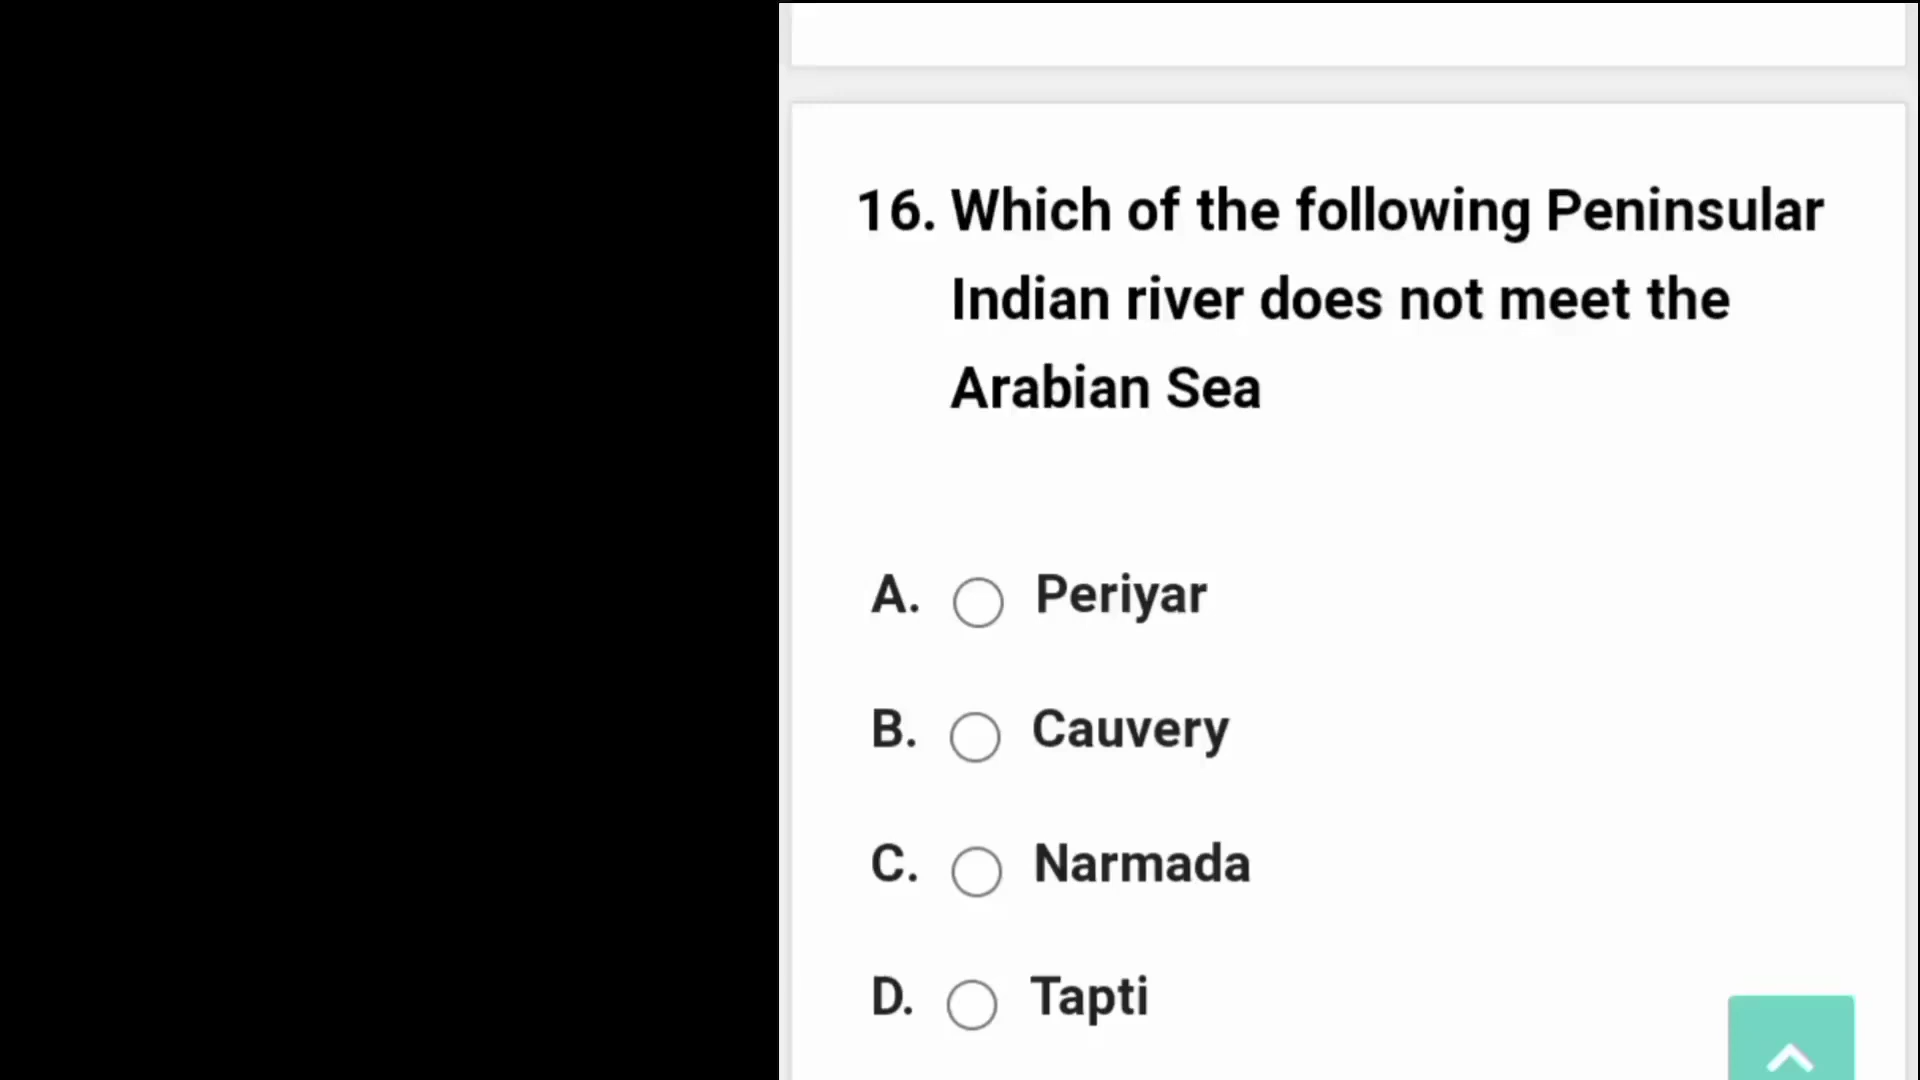 16. Which of the following Peninsular
Indian river does not meet the
Arabian Sea
A. Periyar
B. Cauvery
C. Narmada
D. Tapti